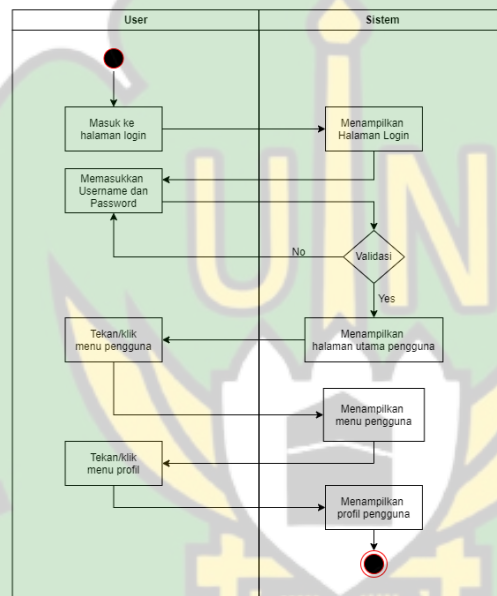 User
Sistem
Masuk ke
halaman login
Menampilkan
Halaman Login
Memasukkan
Username dan
Password
Validasi
No
Yes
Tekan/klik
menu pengguna
Menampilkan
halaman utama pengguna
Menampilkan
menu pengguna
Tekan/klik
menu profil
Menampilkan
profil pengguna
UIN